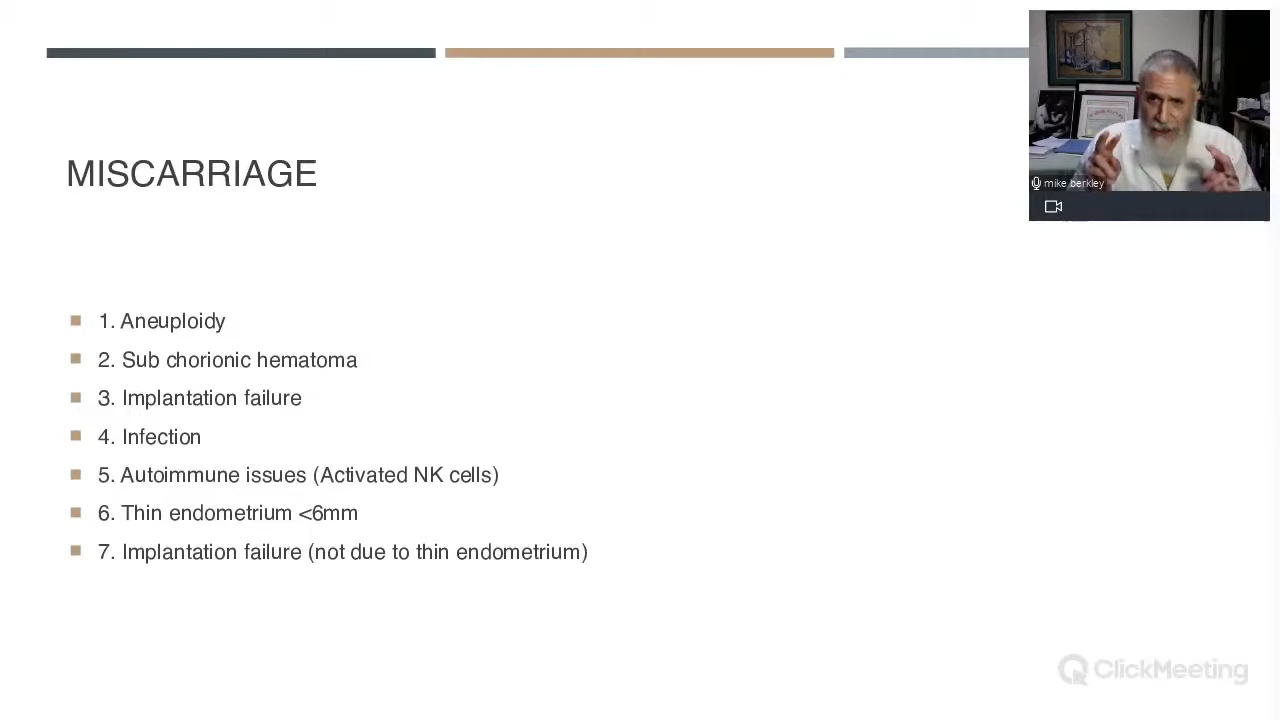 MISCARRIAGE
mike berkley
1. Aneuploidy
2. Sub chorionic hematoma
3. Implantation failure
4. Infection
5. Autoimmune issues (Activated NK cells)
6. Thin endometrium <6mm
7. Implantation failure (not due to thin endometrium)
ClickMeeting